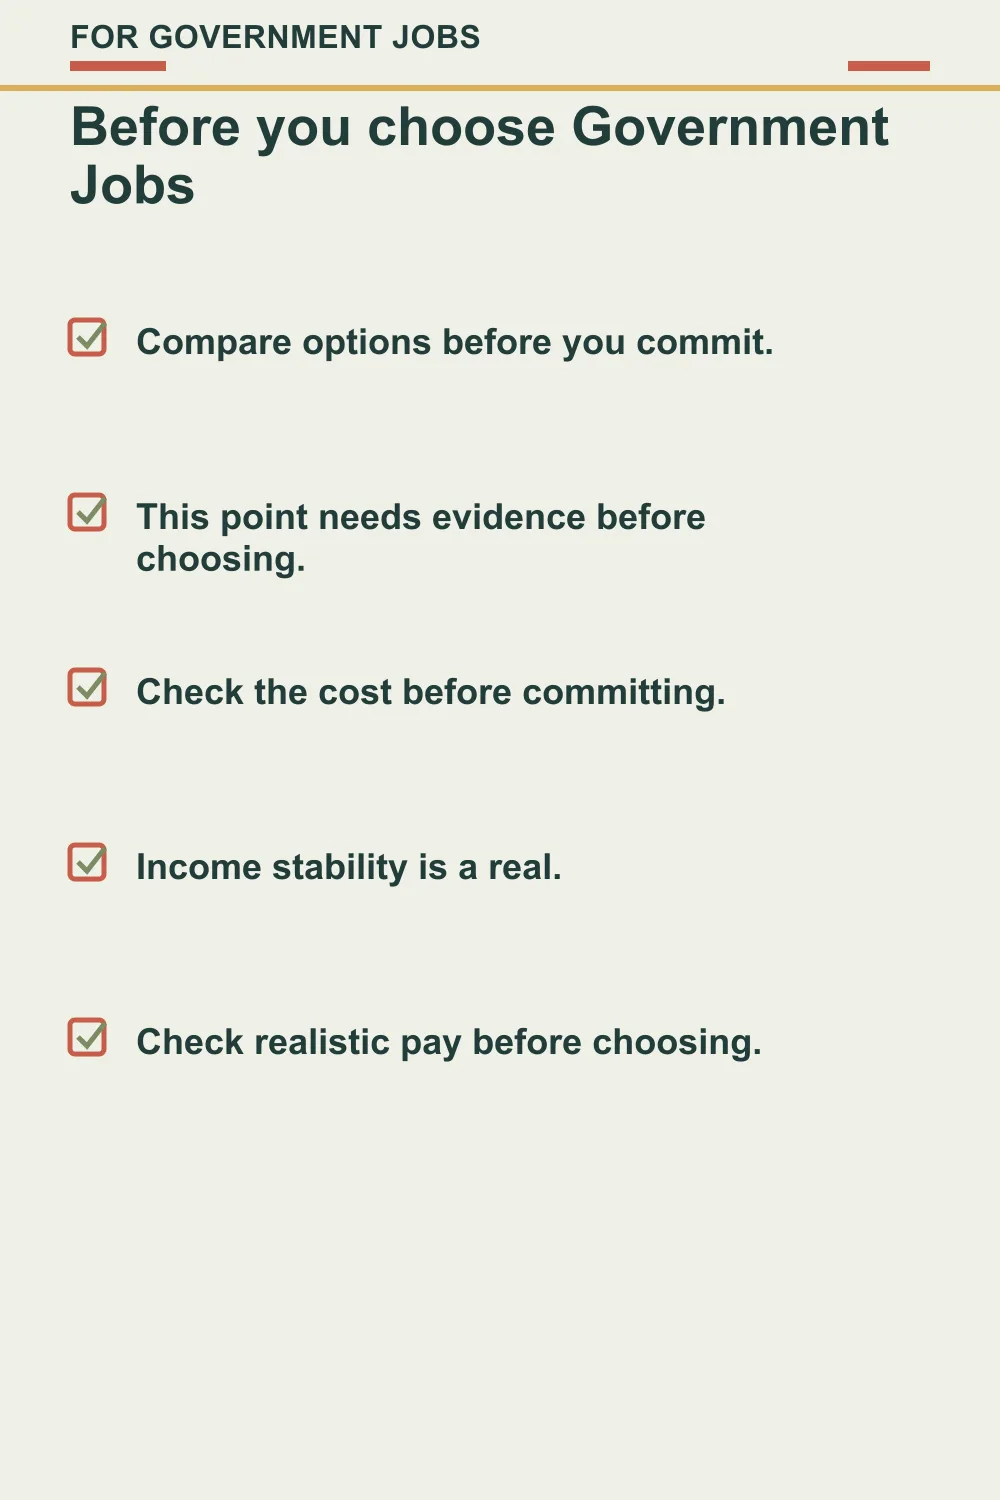 FOR GOVERNMENT JOBS
Before you choose Government
Jobs
Compare options before you commit.
This point needs evidence before
choosing.
Check the cost before committing.
Income stability is a real.
Check realistic pay before choosing.